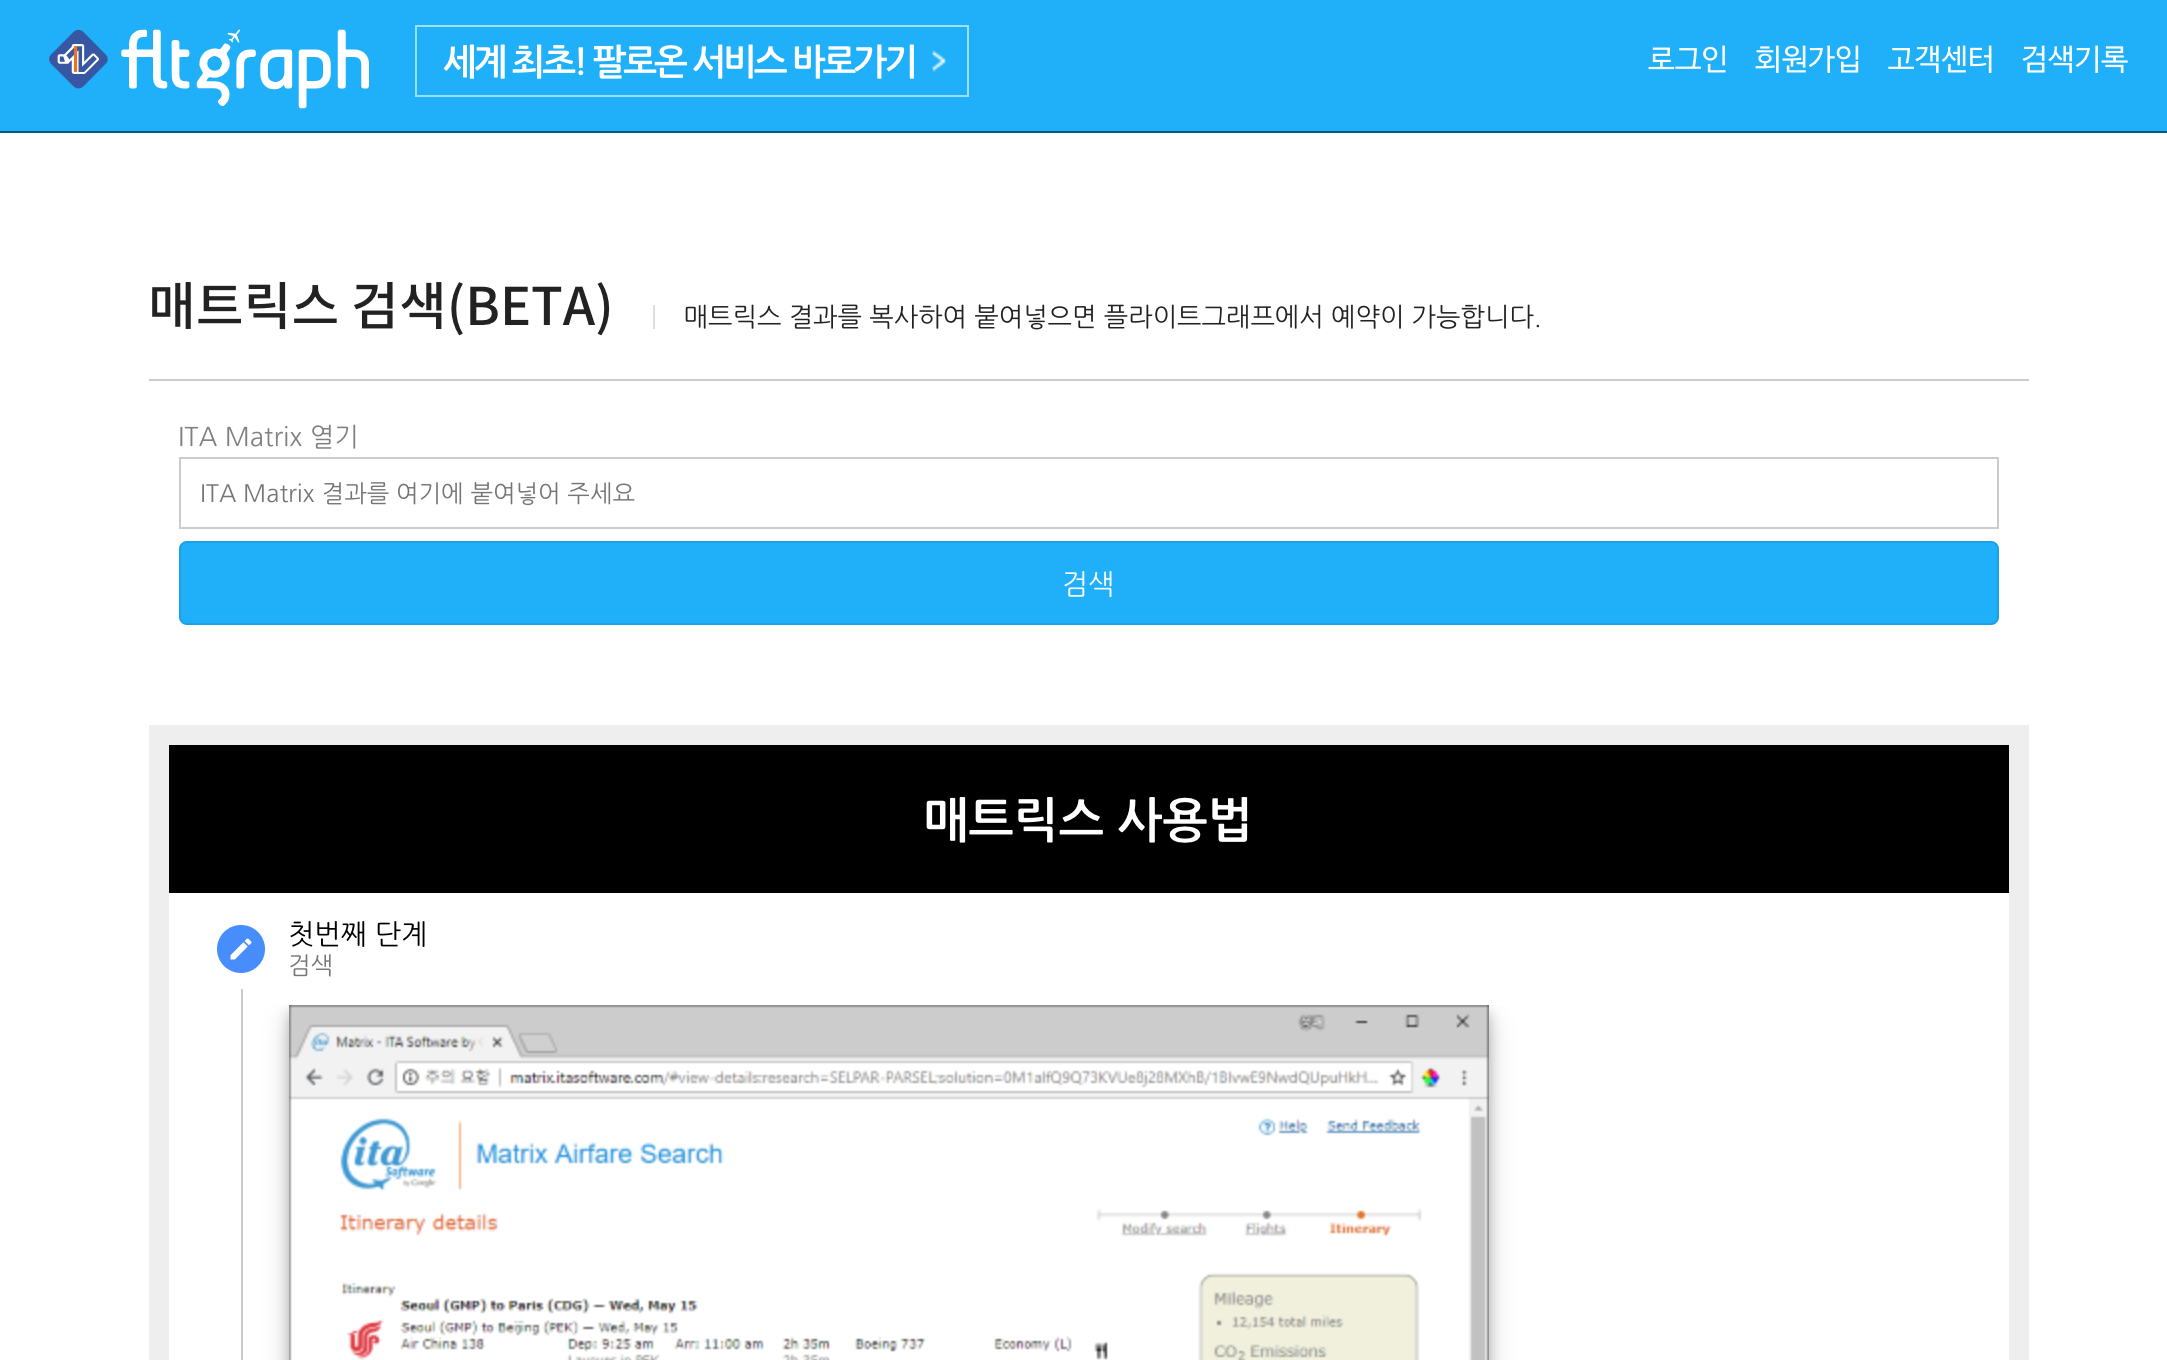 fltgraph
세계 최초! 팔로온 서비스 바로가기 >
로그인 회원가입 고객센터 검색기록
매트릭스 검색(BETA)
매트릭스 결과를 복사하여 붙여넣으면 플라이트그래프에서 예약이 가능합니다.
ITA Matrix 열기
ITA Matrix 결과를 여기에 붙여넣어 주세요
검색
매트릭스 사용법
첫번째 단계
검색
Matrix - ITA Software by
주의 요함 matrix.itasoftware.com/#view-details:research=SELPAR-PARSEL;
ita Software by Google
Matrix Airfare Search
Help Send Feedback
Itinerary details
Modify search Flights Itinerary
Itinerary
Seoul (GMP) to Paris (CDG) — Wed, May 15
Seoul (GMP) to Beijing (PEK) — Wed, May 15
Air China 138 Dep: 9:25 am Arr: 11:00 am 2h 35m Boeing 737 Economy (L)
Mileage
• 12,154 total miles
CO2 Emissions